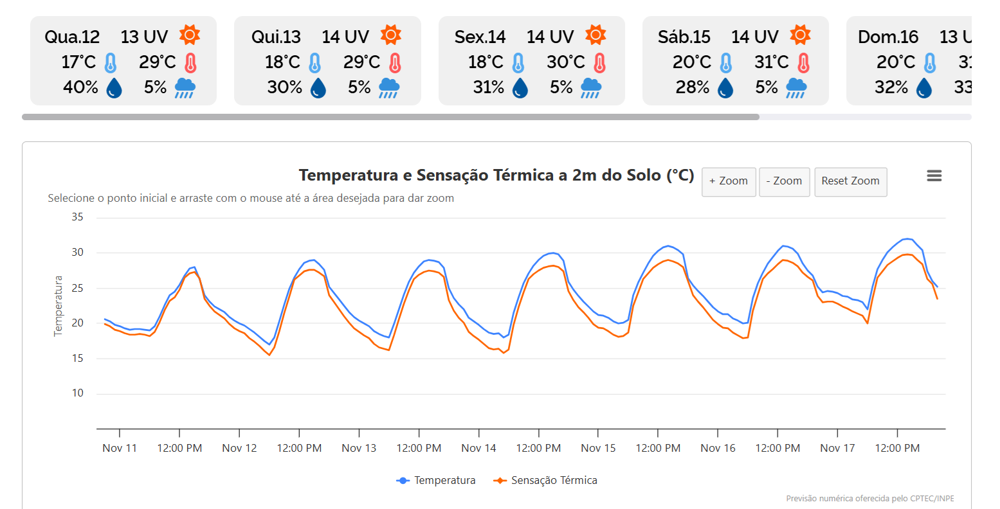 Qua.12 13 UV
17°C 29°C
40% 5%
Qui.13 14 UV
18°C 29°C
30% 5%
Sex.14 14 UV
18°C 30°C
31% 5%
Sáb.15 14 UV
20°C 31°C
28% 5%
Dom.16 13 U
20°C 31
32% 33
Temperatura e Sensação Térmica a 2m do Solo (°C)
+ Zoom - Zoom Reset Zoom
Selecione o ponto inicial e arraste com o mouse até a área desejada para dar zoom
Temperatura
35
30
25
20
15
10
Nov 11 12:00 PM Nov 12 12:00 PM Nov 13 12:00 PM Nov 14 12:00 PM Nov 15 12:00 PM Nov 16 12:00 PM Nov 17 12:00 PM
Temperatura Sensação Térmica
Previsão numérica oferecida pelo CPTEC/INPE